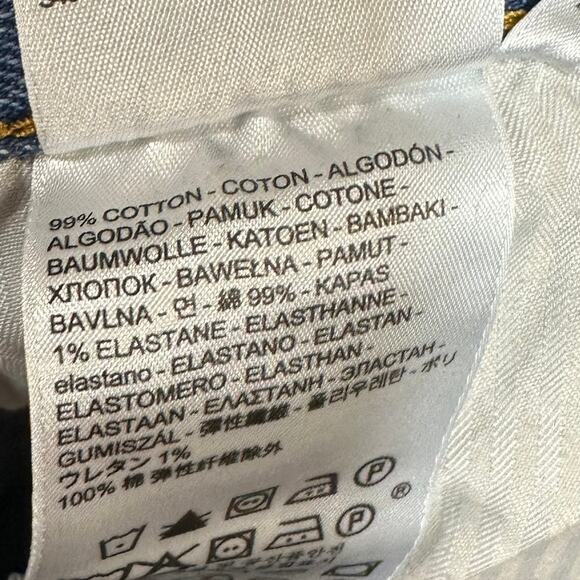 99% COTTON - COTON - ALGODÓN -
ALGODÃO - PAMUK - COTONE -
BAUMWOLLE - KATOEN - BAMBAKI -
ΧΛΟΠΟΚ - BAWEŁNA - PAMUT -
BAVLNA - 면 - 綿 99% - KAPAS
1% ELASTANE - ELASTHANNE -
elastano - ELASTANO - ELASTAN -
ELASTOMERO - ELASTHAN -
ELASTAAN - ΕΛΑΣΤΑΝΗ - ЭЛАСТАН -
GUMISZÁL - 彈性纖維 - 폴리우레탄 - ポリ
ウレタン 1%
100% 棉 弹性纤维除外
P
®
P